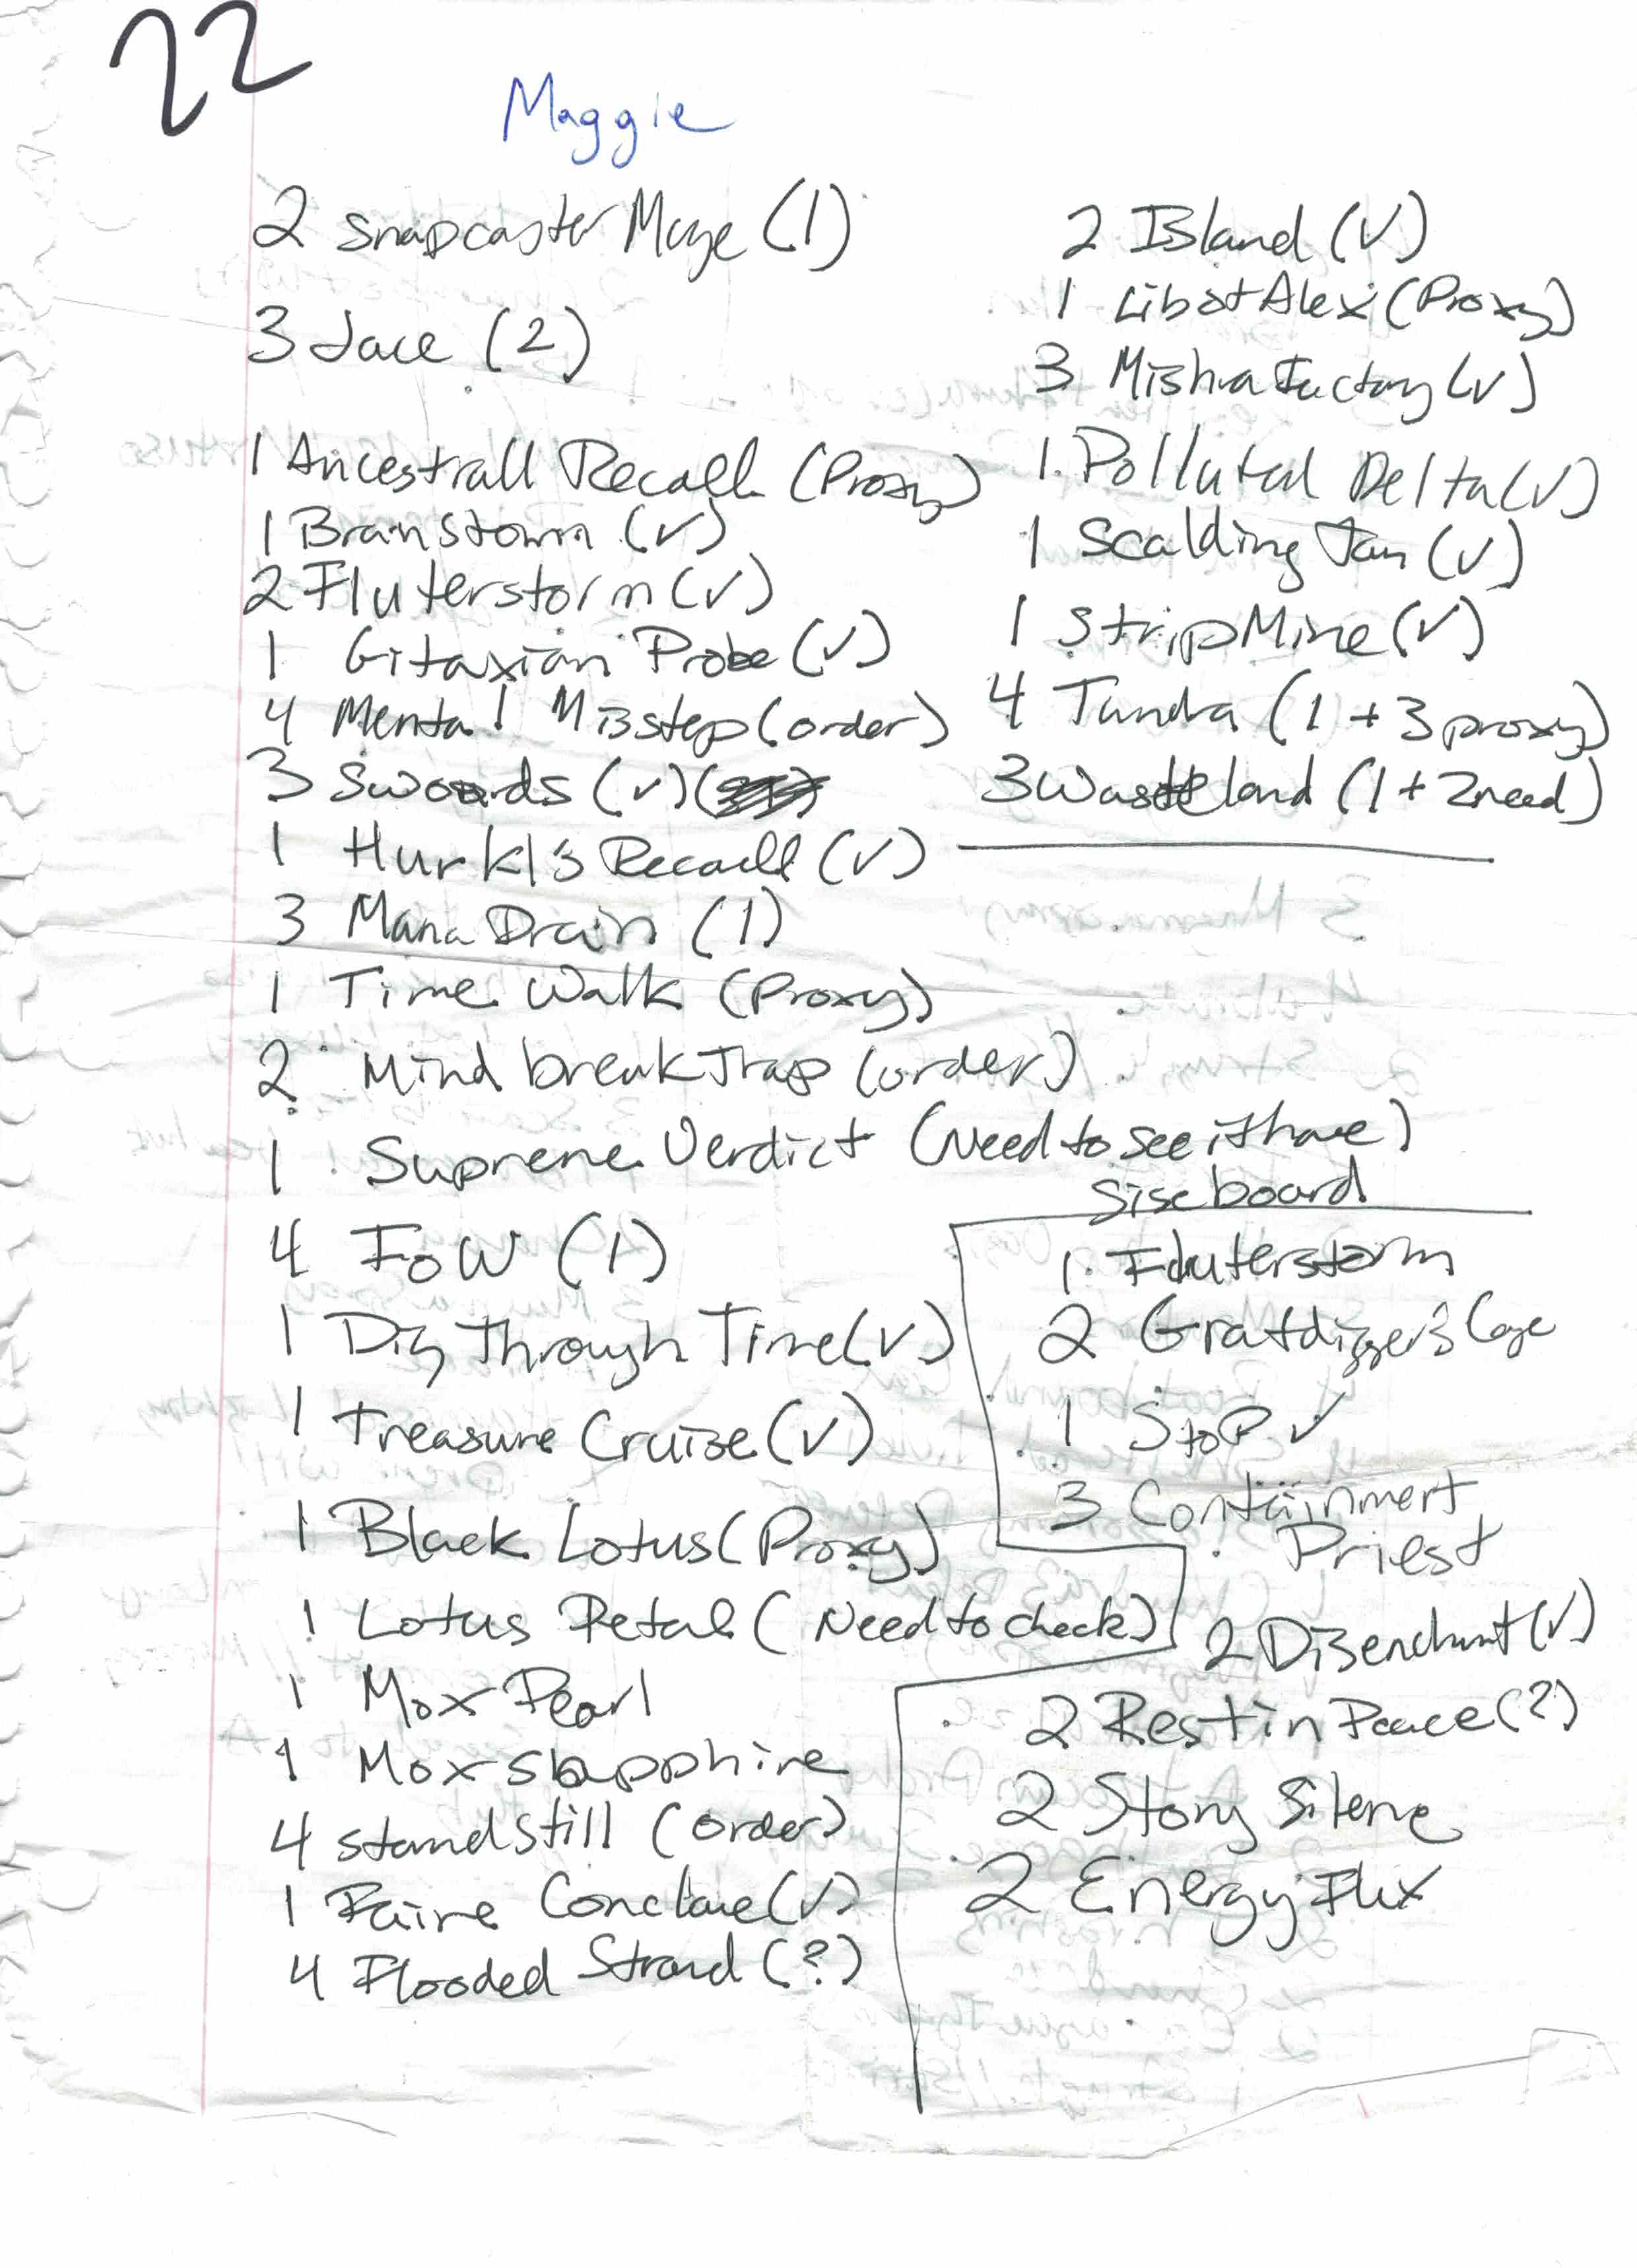 22
Maggie
2 Snapcaster Mage (1)
3 Jace (2)
1 Ancestrall Recall (Proxy)
1 Brainstorm (✓)
2 Fluterstorm (✓)
1 Gitaxian Probe (✓)
4 Mental Misstep (order)
3 Swords (✓)
1 Hurkl's Recall (✓)
3 Mana Drain (1)
1 Time Walk (Proxy)
2 Mind break Trap (order)
1 Supreme Verdict (Need to see if have)
4 FoW (1)
1 Dig Through Time (✓)
1 Treasure Cruise (✓)
1 Black Lotus (Proxy)
1 Lotus Petal (Need to check)
1 Mox Pearl
1 Mox Sapphire
4 Standstill (order)
1 Fairie Conclave (✓)
4 Flooded Strand (?)
2 Island (✓)
1 Lib of Alex (Proxy)
3 Mishra Factory (✓)
1 Polluted Delta (✓)
1 Scalding Tarn (✓)
1 Strip Mine (✓)
4 Tundra (1 + 3 proxy)
3 Wasteland (1 + 2 need)
Siseboard
1 Fluterstorm
2 Grafdigger's Cage
1 StoP ✓
3 Containment
Priest
2 Disenchant (✓)
2 Rest in Peace (?)
2 Stony Silene
2 Energy Flux